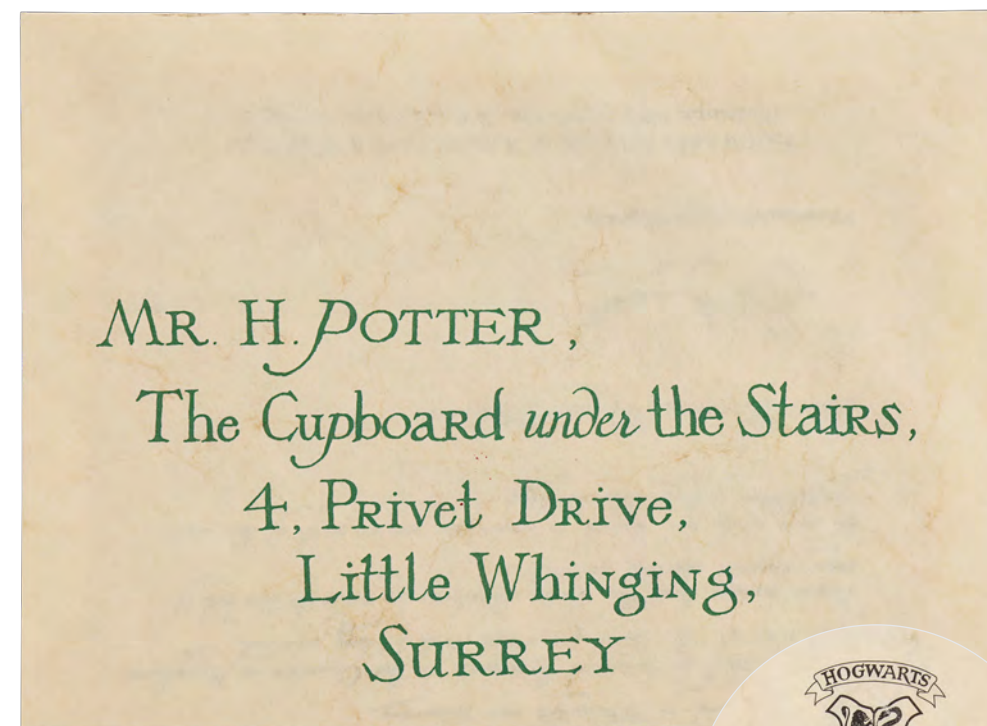 MR. H. POTTER,
The Cupboard under the Stairs,
4, Privet Drive,
Little Whinging,
SURREY
HOGWARTS